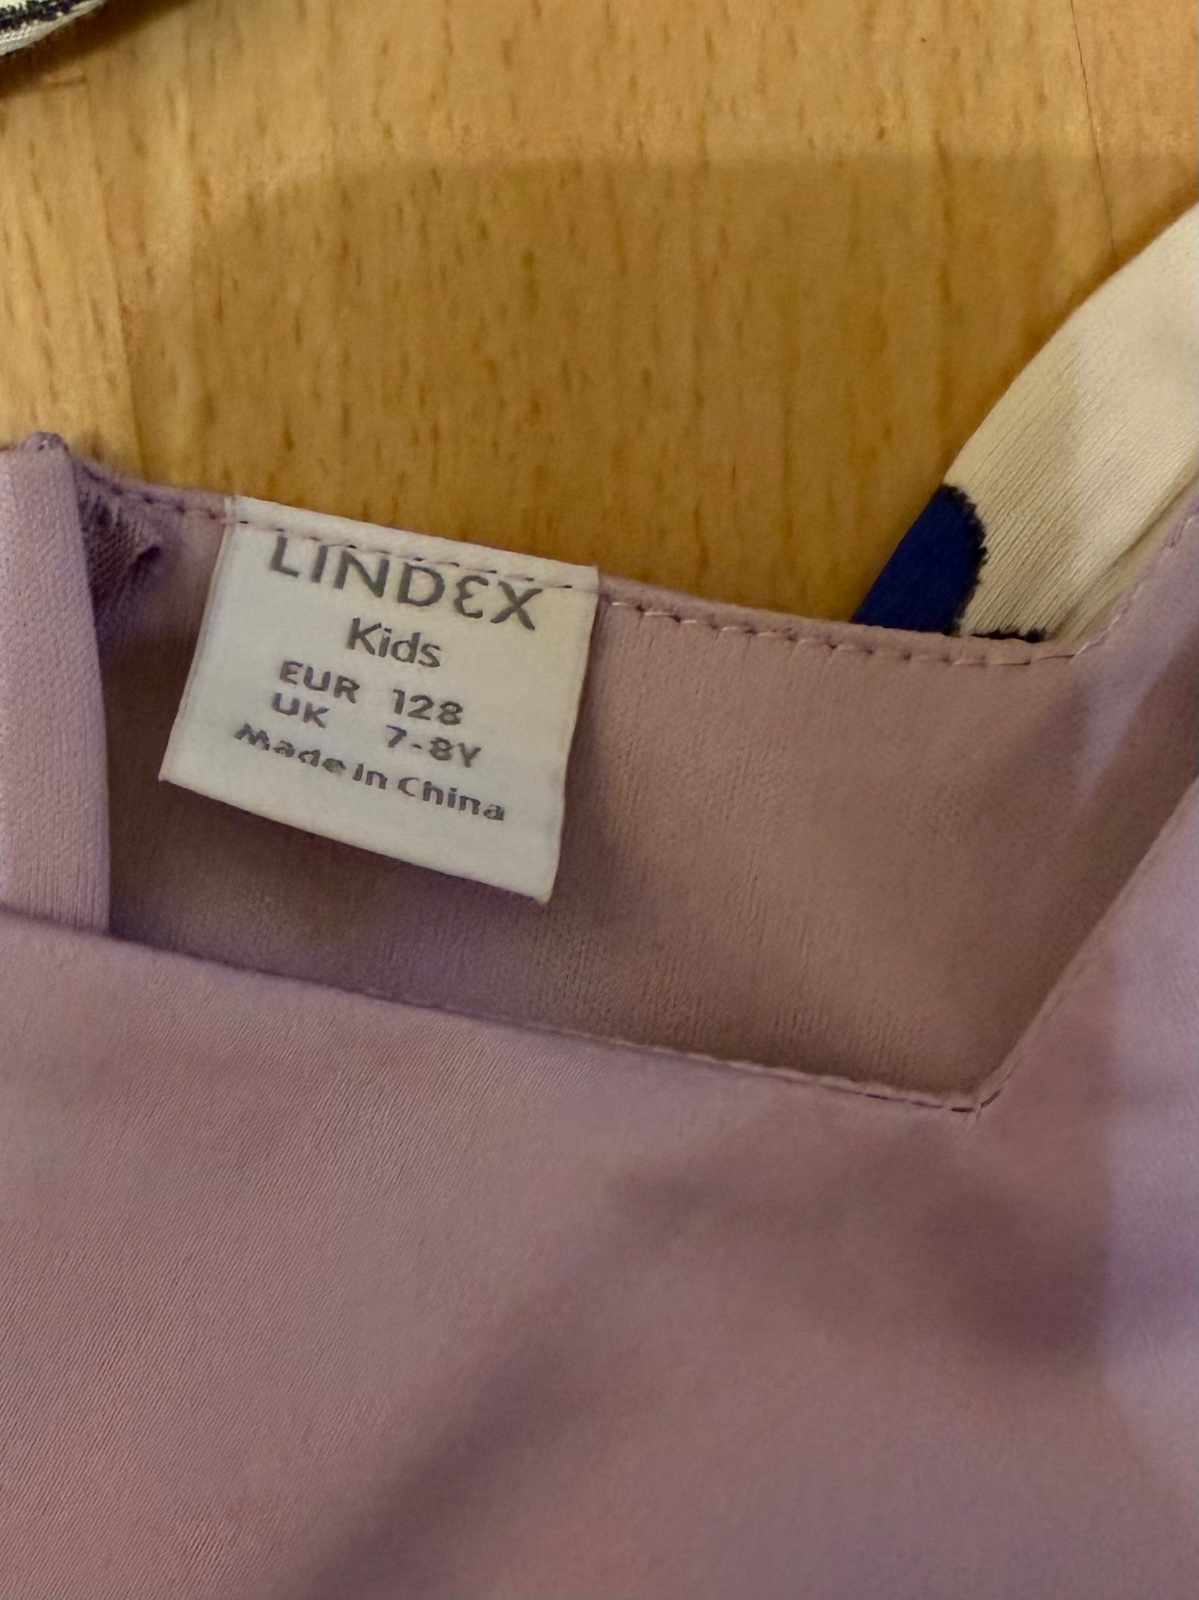 LINDEX
Kids
EUR 128
UK 7-8Y
Made in China